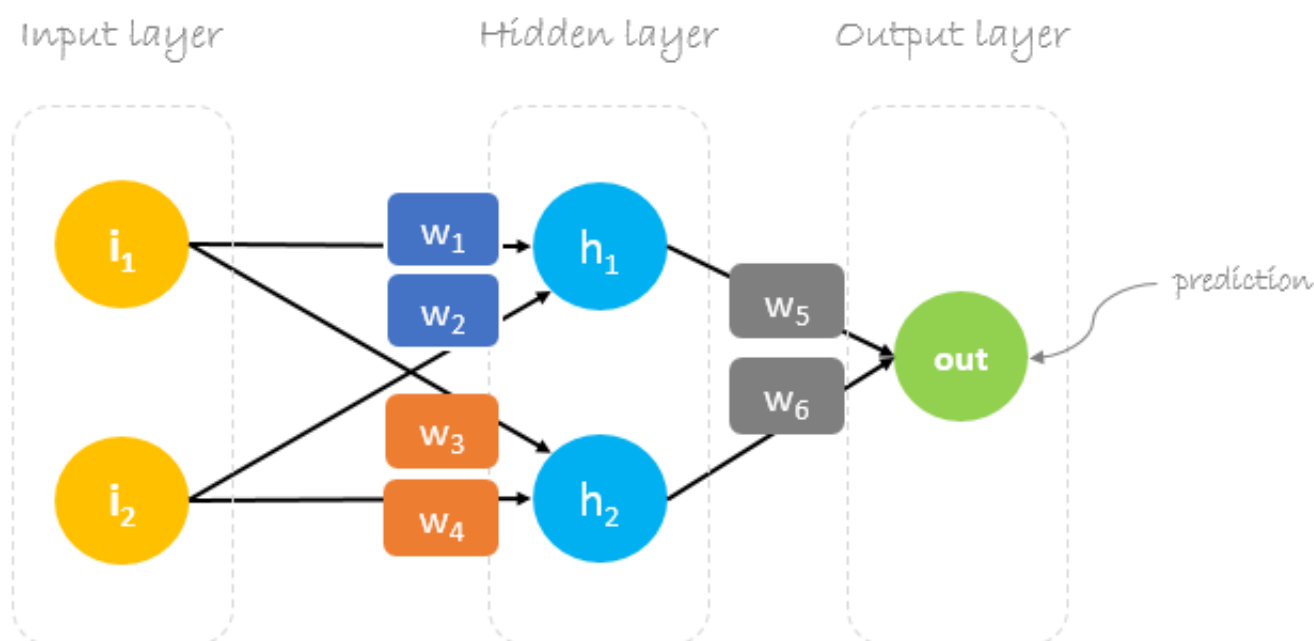 Input layer
Hidden layer
Output layer
i₁
w₁
h₁
w₂
w₅
prediction
out
w₃
w₆
i₂
w₄
h₂